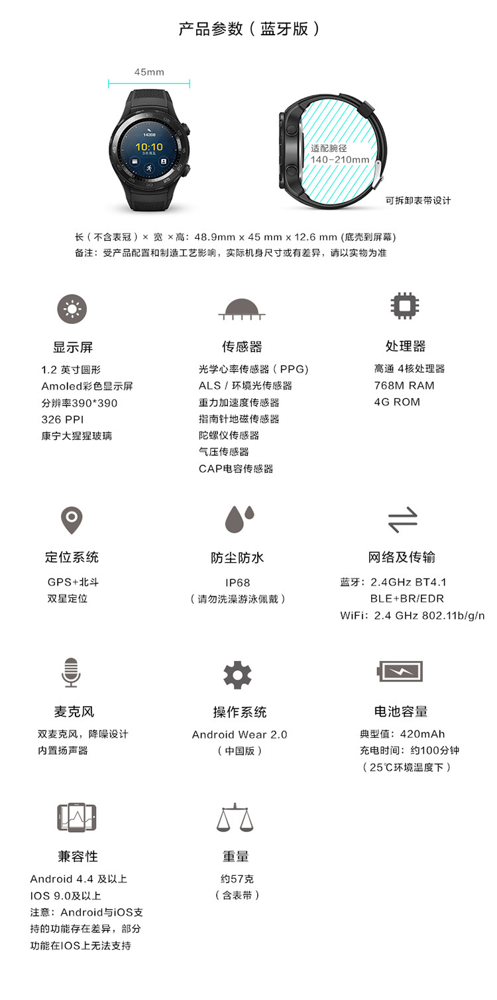 产品参数（蓝牙版）
45mm
14308
10:10
3/6 周五
适配腕径
140-210mm
可拆卸表带设计
长（不含表冠）× 宽 ×高：48.9mm x 45 mm x 12.6 mm (底壳到屏幕)
备注：受产品配置和制造工艺影响，实际机身尺寸或有差异，请以实物为准
显示屏
1.2 英寸圆形
Amoled彩色显示屏
分辨率390*390
326 PPI
康宁大猩猩玻璃
传感器
光学心率传感器（PPG)
ALS / 环境光传感器
重力加速度传感器
指南针地磁传感器
陀螺仪传感器
气压传感器
CAP电容传感器
处理器
高通 4核处理器
768M RAM
4G ROM
定位系统
GPS+北斗
双星定位
防尘防水
IP68
（请勿洗澡游泳佩戴）
网络及传输
蓝牙：2.4GHz BT4.1
BLE+BR/EDR
WiFi：2.4 GHz 802.11b/g/n
麦克风
双麦克风，降噪设计
内置扬声器
操作系统
Android Wear 2.0
（中国版）
电池容量
典型值：420mAh
充电时间：约100分钟
（25℃环境温度下）
兼容性
Android 4.4 及以上
IOS 9.0及以上
注意：Android与iOS支
持的功能存在差异，部分
功能在IOS上无法支持
重量
约57克
（含表带）